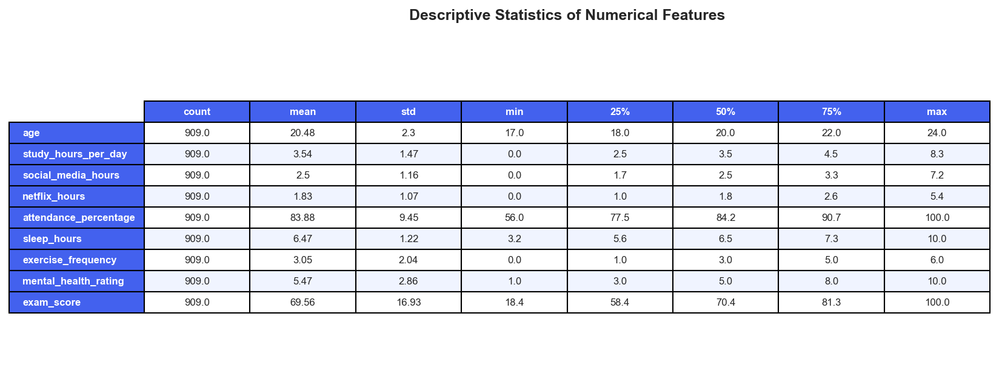 Descriptive Statistics of Numerical Features
count mean std min 25% 50% 75% max
age 909.0 20.48 2.3 17.0 18.0 20.0 22.0 24.0
study_hours_per_day 909.0 3.54 1.47 0.0 2.5 3.5 4.5 8.3
social_media_hours 909.0 2.5 1.16 0.0 1.7 2.5 3.3 7.2
netflix_hours 909.0 1.83 1.07 0.0 1.0 1.8 2.6 5.4
attendance_percentage 909.0 83.88 9.45 56.0 77.5 84.2 90.7 100.0
sleep_hours 909.0 6.47 1.22 3.2 5.6 6.5 7.3 10.0
exercise_frequency 909.0 3.05 2.04 0.0 1.0 3.0 5.0 6.0
mental_health_rating 909.0 5.47 2.86 1.0 3.0 5.0 8.0 10.0
exam_score 909.0 69.56 16.93 18.4 58.4 70.4 81.3 100.0